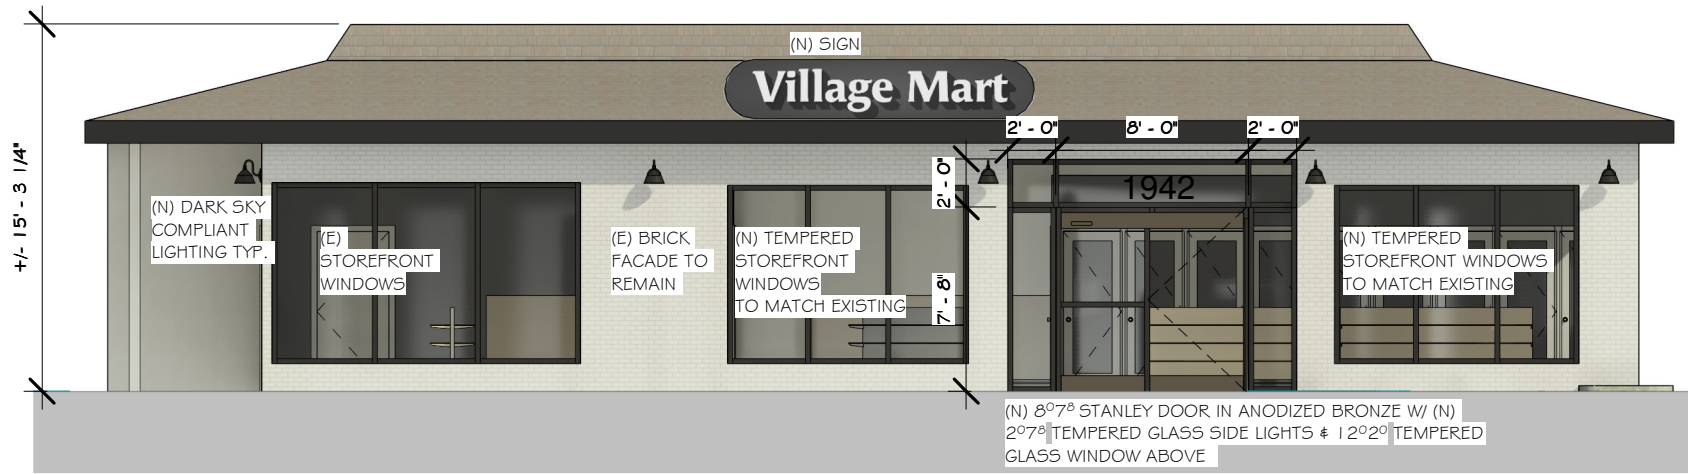 (N) SIGN
Village Mart
2' - 0"
8' - 0"
2' - 0"
+/- 15' - 3 1/4"
2' - 0"
7' - 8"
1942
(N) DARK SKY
COMPLIANT
LIGHTING TYP.
(E)
STOREFRONT
WINDOWS
(E) BRICK
FACADE TO
REMAIN
(N) TEMPERED
STOREFRONT
WINDOWS
TO MATCH EXISTING
(N) TEMPERED
STOREFRONT WINDOWS
TO MATCH EXISTING
(N) 8⁰7⁸ STANLEY DOOR IN ANODIZED BRONZE W/ (N)
2⁰7⁸ TEMPERED GLASS SIDE LIGHTS & 12⁰2⁰ TEMPERED
GLASS WINDOW ABOVE